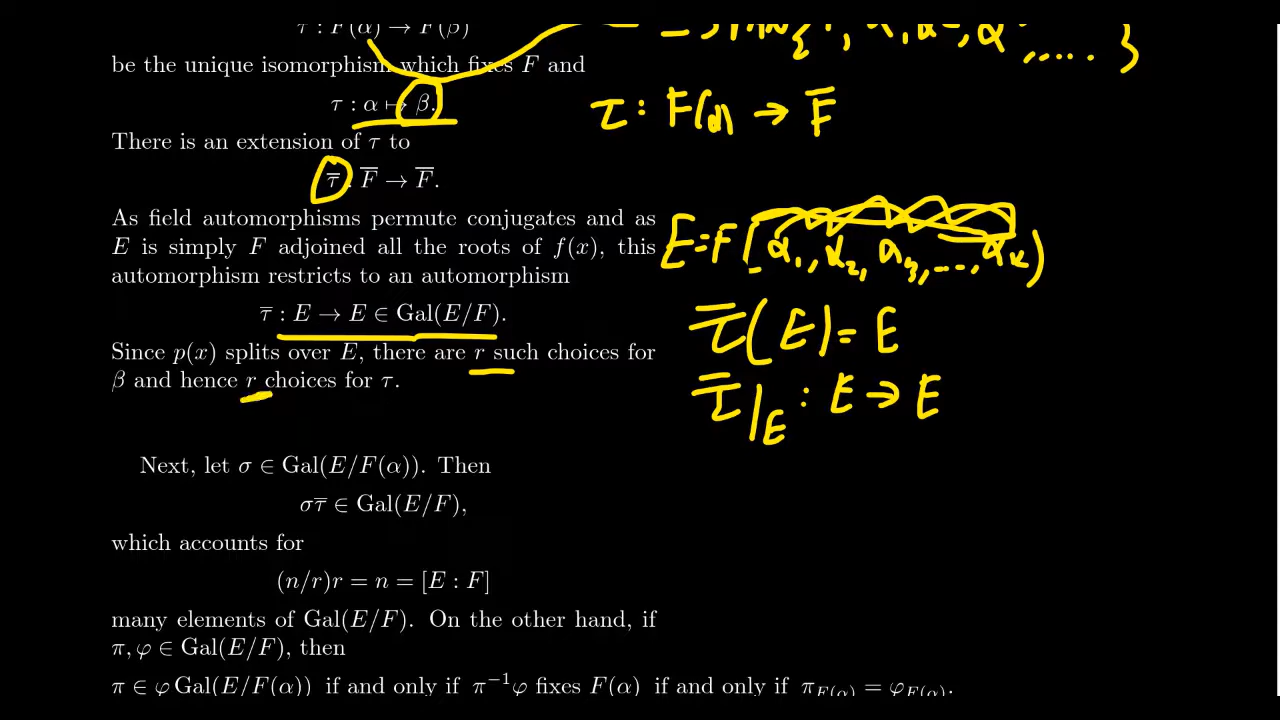 τ : F(α) → F(β)
be the unique isomorphism which fixes F and
τ : α ↦ β.
There is an extension of τ to
τ̅ : F̅ → F̅.
As field automorphisms permute conjugates and as
E is simply F adjoined all the roots of f(x), this
automorphism restricts to an automorphism
τ̅ : E → E ∈ Gal(E/F).
Since p(x) splits over E, there are r such choices for
β and hence r choices for τ.
Next, let σ ∈ Gal(E/F(α)). Then
στ̅ ∈ Gal(E/F),
which accounts for
(n/r)r = n = [E : F]
many elements of Gal(E/F). On the other hand, if
π, φ ∈ Gal(E/F), then
π ∈ φ Gal(E/F(α)) if and only if π⁻¹φ fixes F(α) if and only if π_F(α) = φ_F(α).
τ : F(α) → F̅
E = F(α₁, α₂, α₃, ..., αₖ)
τ̅(E) = E
τ̅|_E : E → E